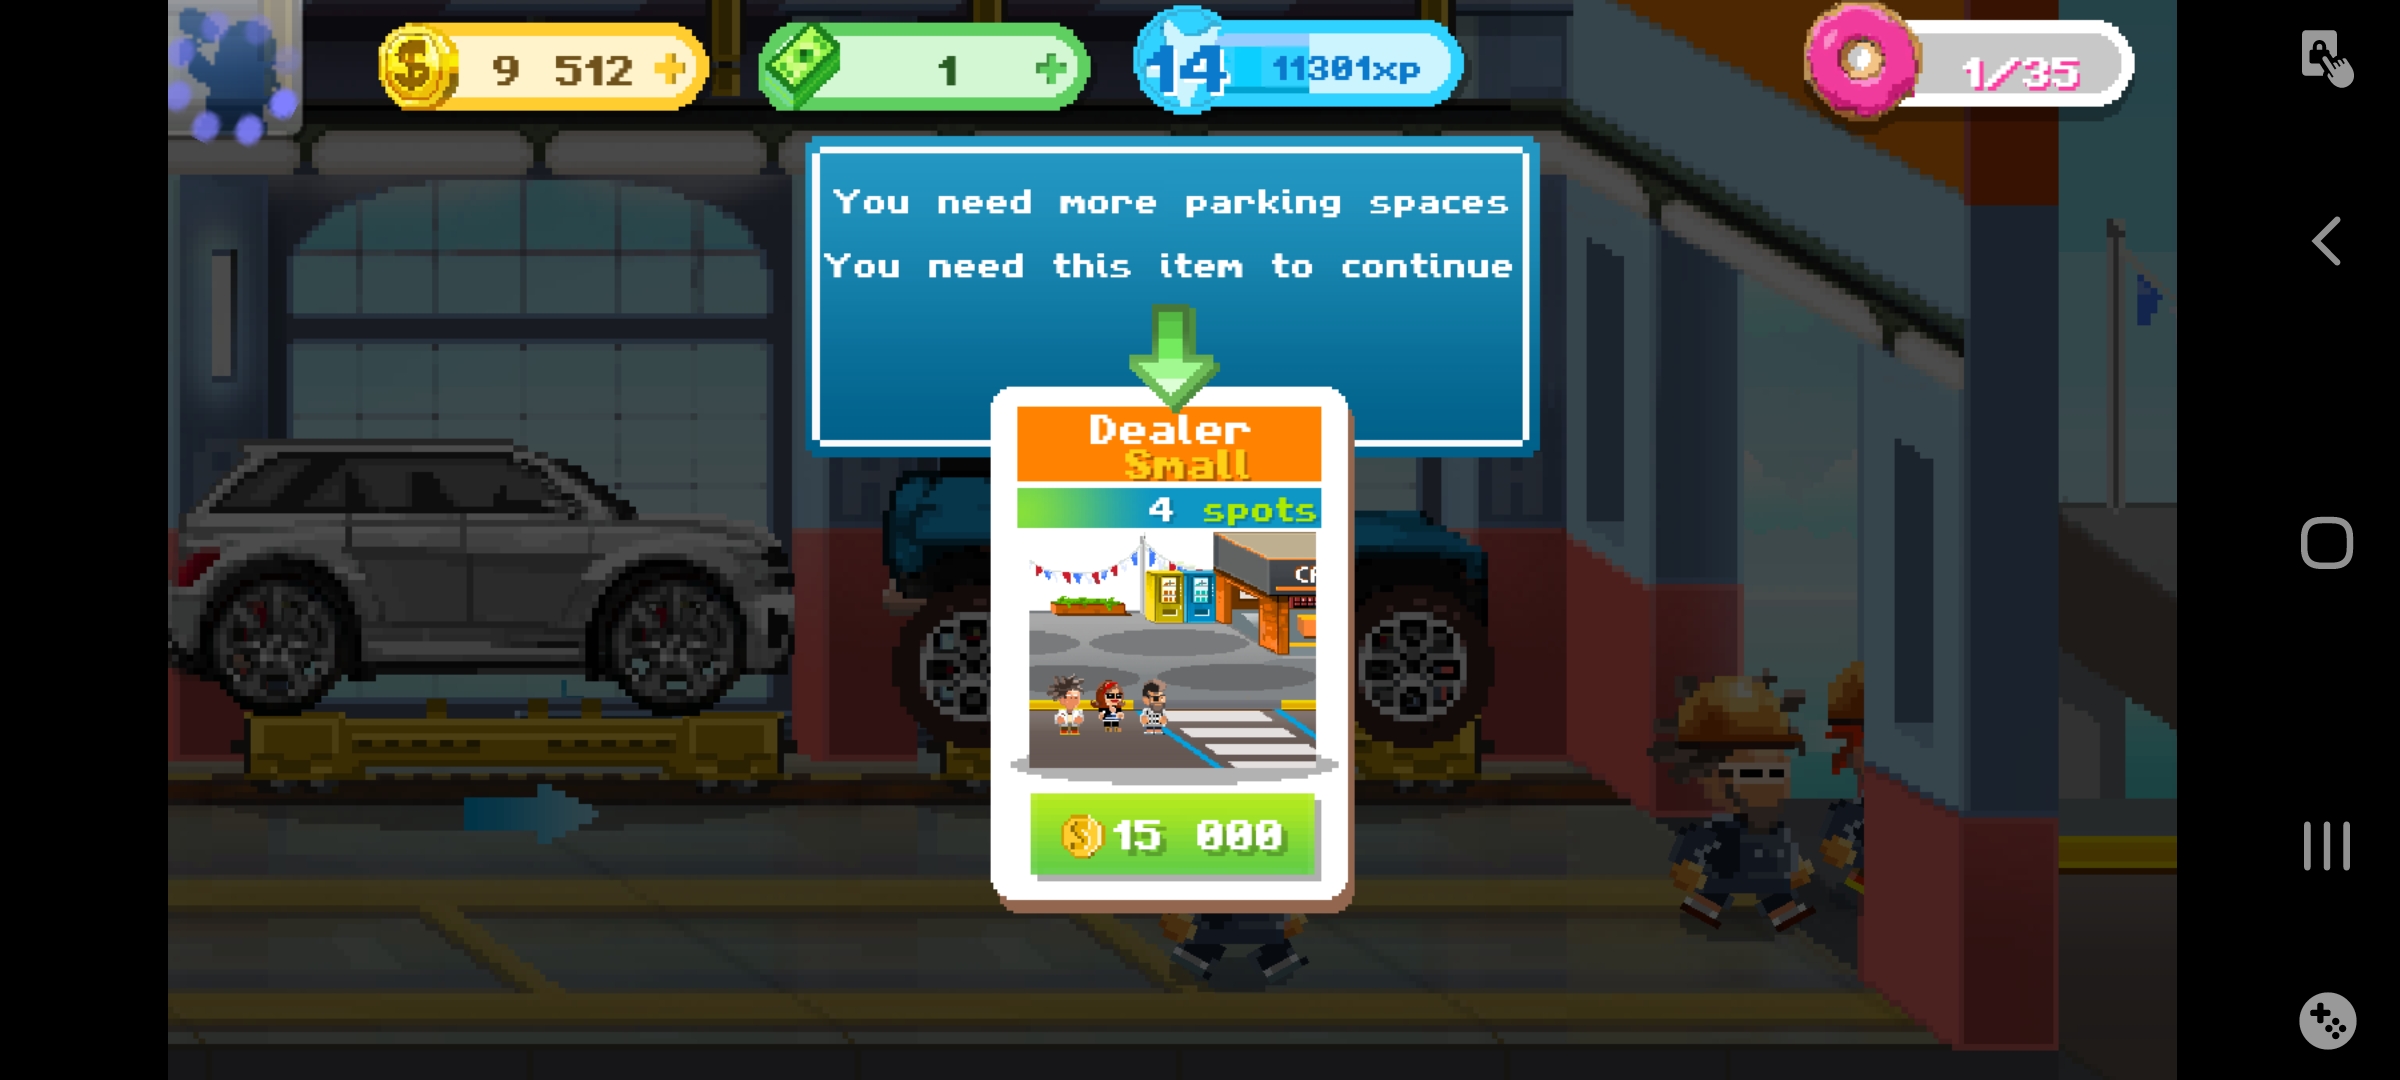 9 512
1
14
11301xp
1/35
You need more parking spaces
You need this item to continue
Dealer
Small
4 spots
15 000